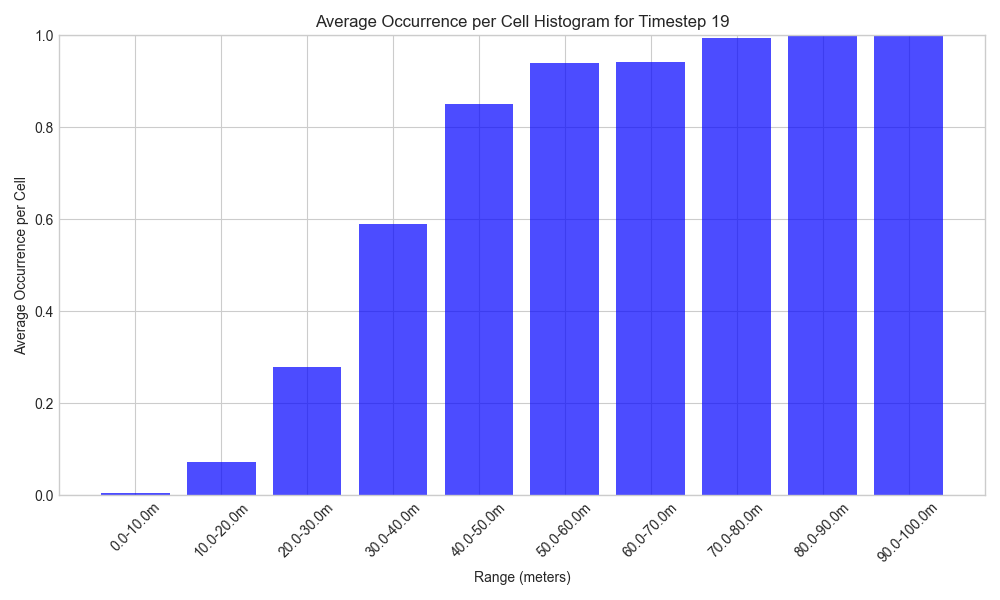 Average Occurrence per Cell Histogram for Timestep 19
Average Occurrence per Cell
1.0
0.8
0.6
0.4
0.2
0.0
0.0-10.0m
10.0-20.0m
20.0-30.0m
30.0-40.0m
40.0-50.0m
50.0-60.0m
60.0-70.0m
70.0-80.0m
80.0-90.0m
90.0-100.0m
Range (meters)